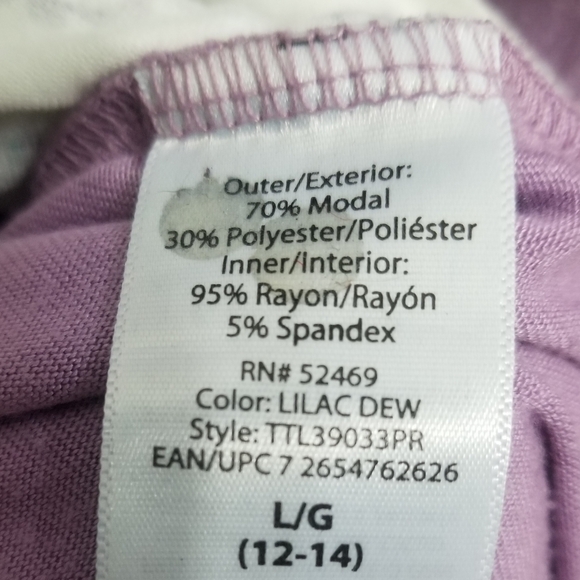 Outer/Exterior:
70% Modal
30% Polyester/Poliéster
Inner/Interior:
95% Rayon/Rayón
5% Spandex
RN# 52469
Color: LILAC DEW
Style: TTL39033PR
EAN/UPC 7 2654762626
L/G
(12-14)